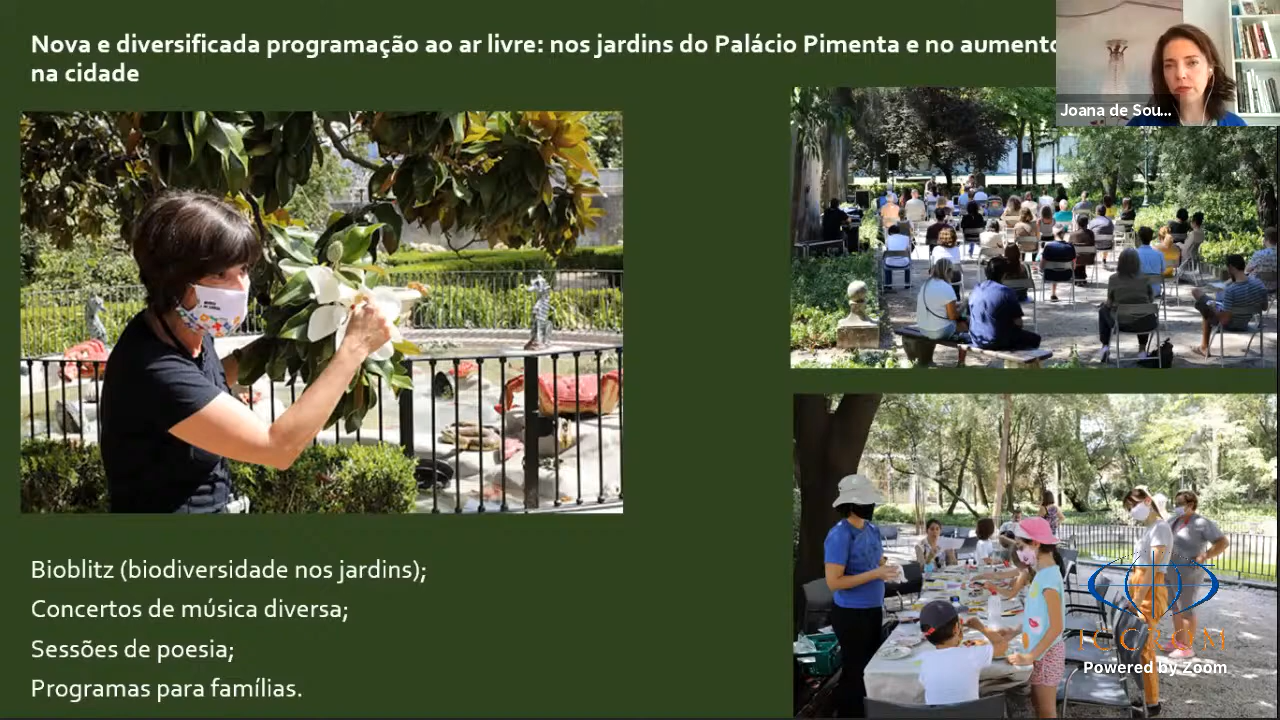 Nova e diversificada programação ao ar livre: nos jardins do Palácio Pimenta e no aumento
na cidade
Joana de Sou...
Bioblitz (biodiversidade nos jardins);
Concertos de música diversa;
Sessões de poesia;
Programas para famílias.
ICCROM
Powered by Zoom